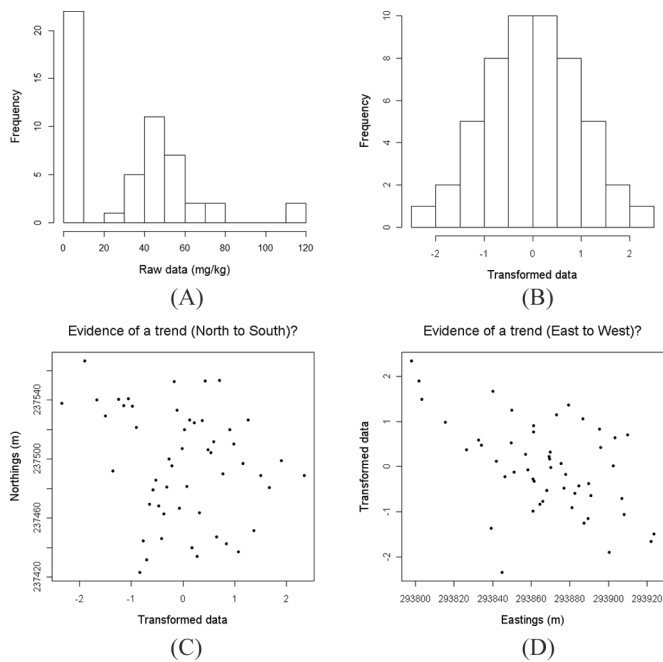 Frequency
20
15
10
5
0
0 20 40 60 80 100 120
Raw data (mg/kg)
(A)
Frequency
10
8
6
4
2
0
-2 -1 0 1 2
Transformed data
(B)
Evidence of a trend (North to South)?
Northings (m)
237540
237500
237460
237420
-2 -1 0 1 2
Transformed data
(C)
Evidence of a trend (East to West)?
Transformed data
2
1
0
-1
-2
293800 293820 293840 293860 293880 293900 293920
Eastings (m)
(D)